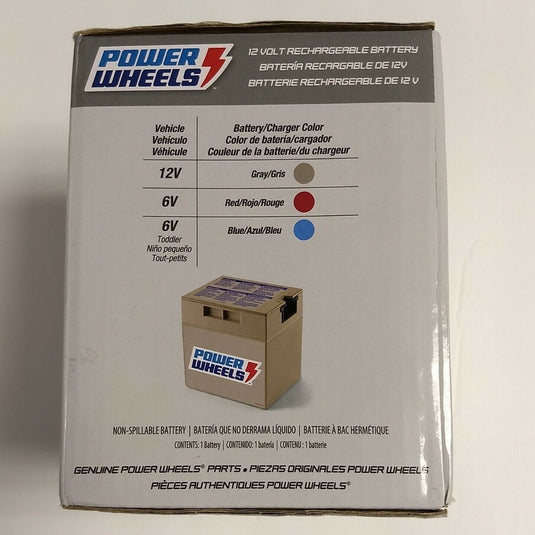 POWER
WHEELS™
12 VOLT RECHARGEABLE BATTERY
BATERÍA RECARGABLE DE 12V
BATTERIE RECHARGEABLE DE 12 V
Vehicle
Vehículo
Véhicule
Battery/Charger Color
Color de batería/cargador
Couleur de la batterie/du chargeur
12V Gray/Gris
6V Red/Rojo/Rouge
6V Blue/Azul/Bleu
Toddler
Niño pequeño
Tout-petits
POWER
WHEELS
NON-SPILLABLE BATTERY | BATERÍA QUE NO DERRAMA LÍQUIDO | BATTERIE À BAC HERMÉTIQUE
CONTENTS: 1 Battery | CONTENIDO: 1 batería | CONTENU : 1 batterie
GENUINE POWER WHEELS® PARTS • PIEZAS ORIGINALES POWER WHEELS
PIÈCES AUTHENTIQUES POWER WHEELS®